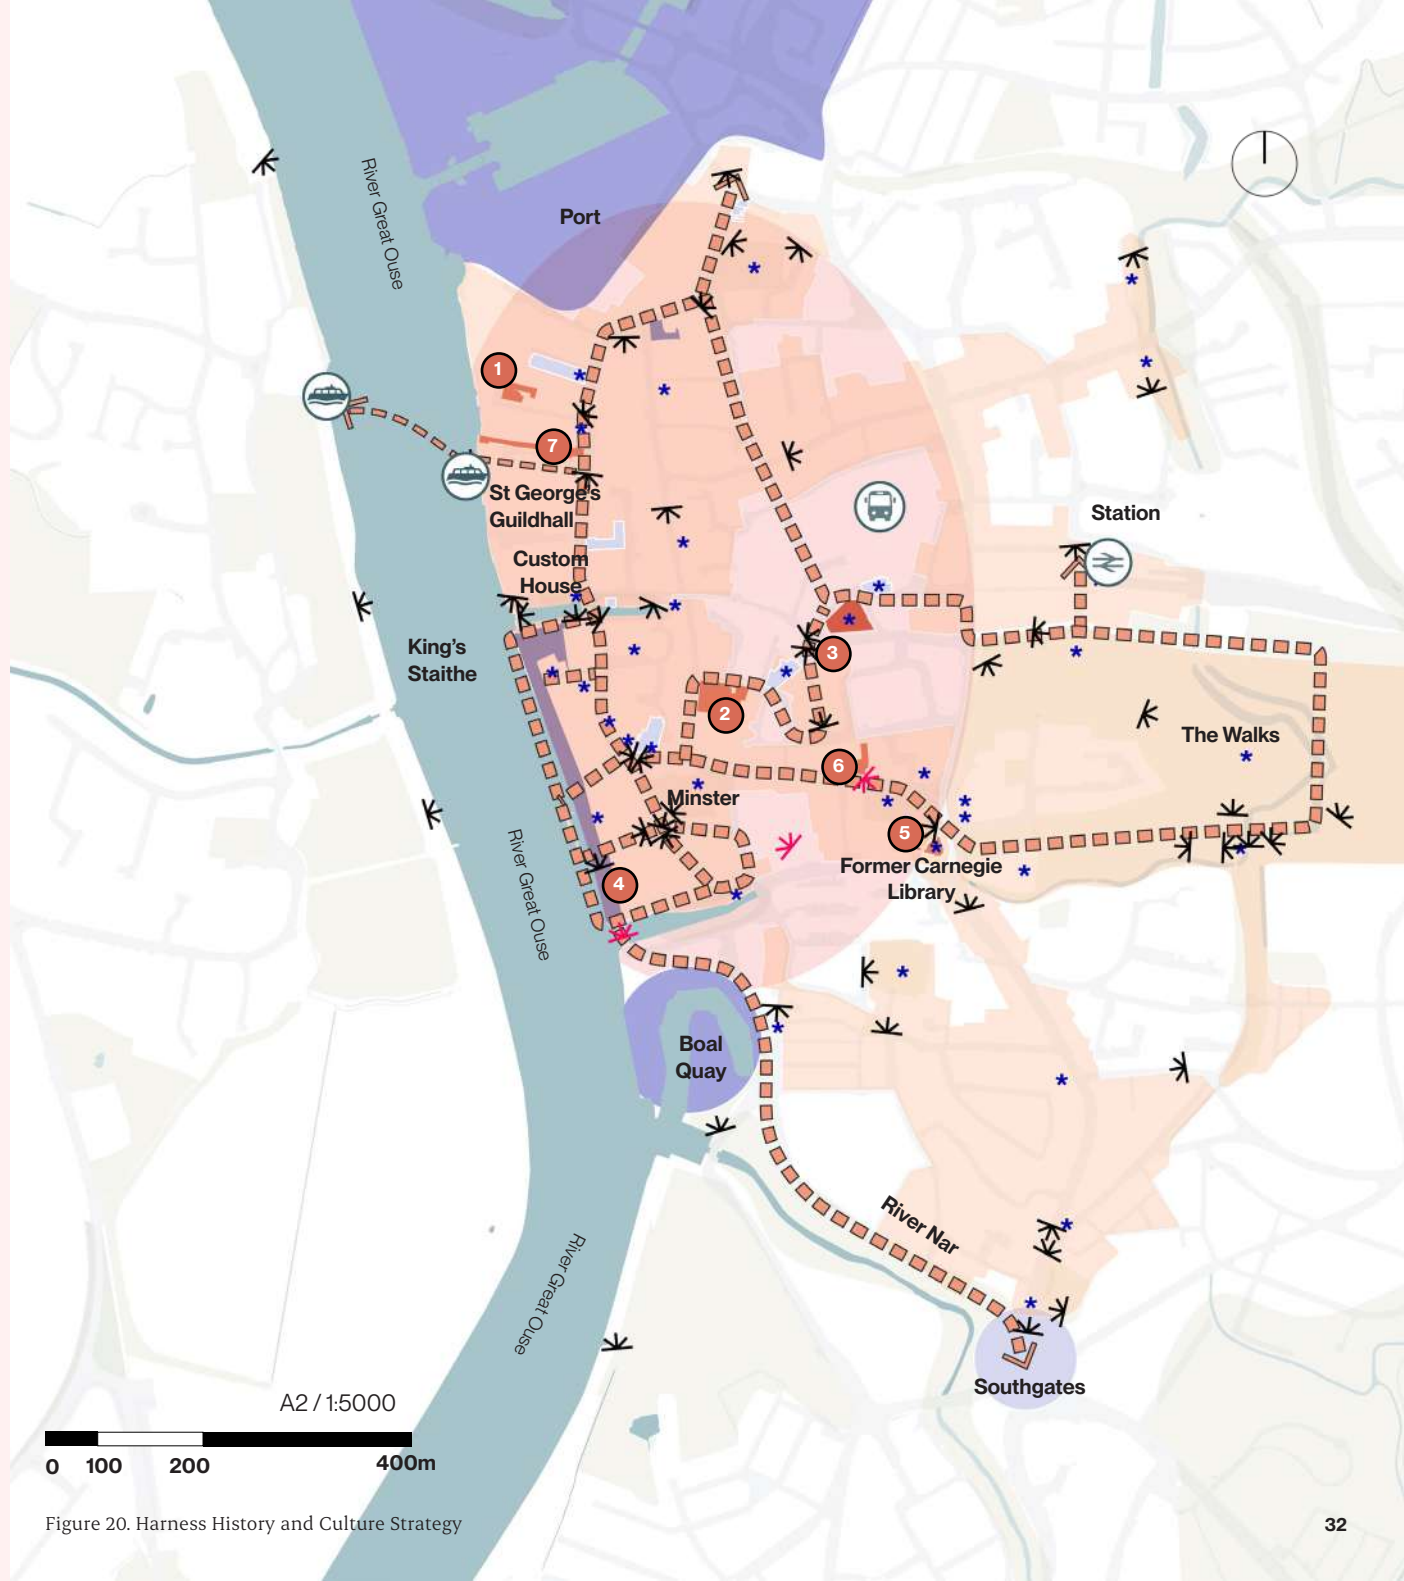 River Great Ouse
Port
1
7
St George's
Guildhall
Custom
House
Station
King's
Staithe
3
2
The Walks
6
Minster
5
Former Carnegie
Library
4
River Great Ouse
Boal
Quay
River Nar
River Great Ouse
Southgates
A2 / 1:5000
0 100 200 400m
Figure 20. Harness History and Culture Strategy
32